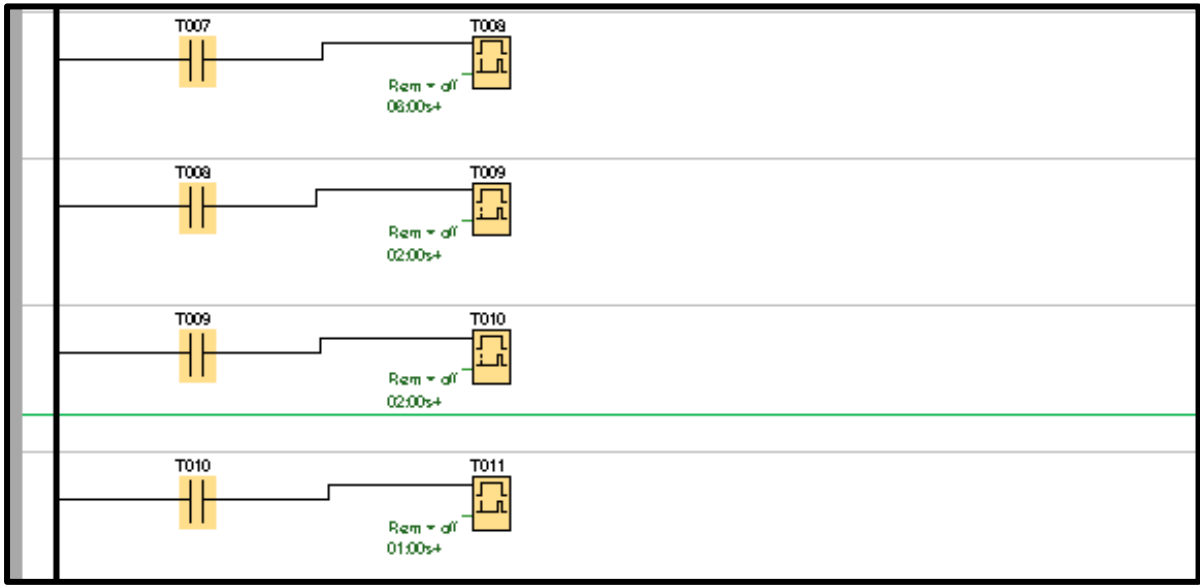 T007 T008
Rem = off
06:00s+
T008 T009
Rem = off
02:00s+
T009 T010
Rem = off
02:00s+
T010 T011
Rem = off
01:00s+